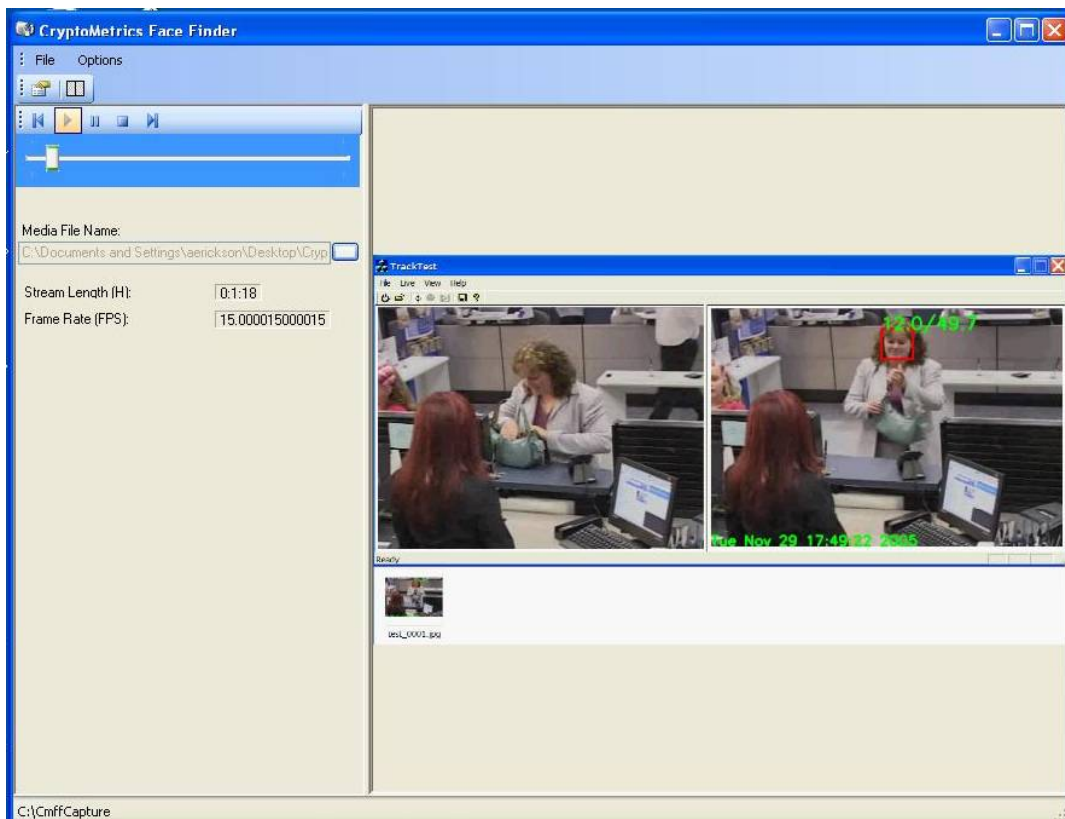 CryptoMetrics Face Finder
File Options
Media File Name:
C:\Documents and Settings\aerickson\Desktop\Cryp
Stream Length (H): 0:1:18
Frame Rate (FPS): 15.000015000015
TrackTest
File Live View Help
12.0/49.7
Tue Nov 29 17:49:22 2005
Ready
test_0001.jpg
C:\CmffCapture